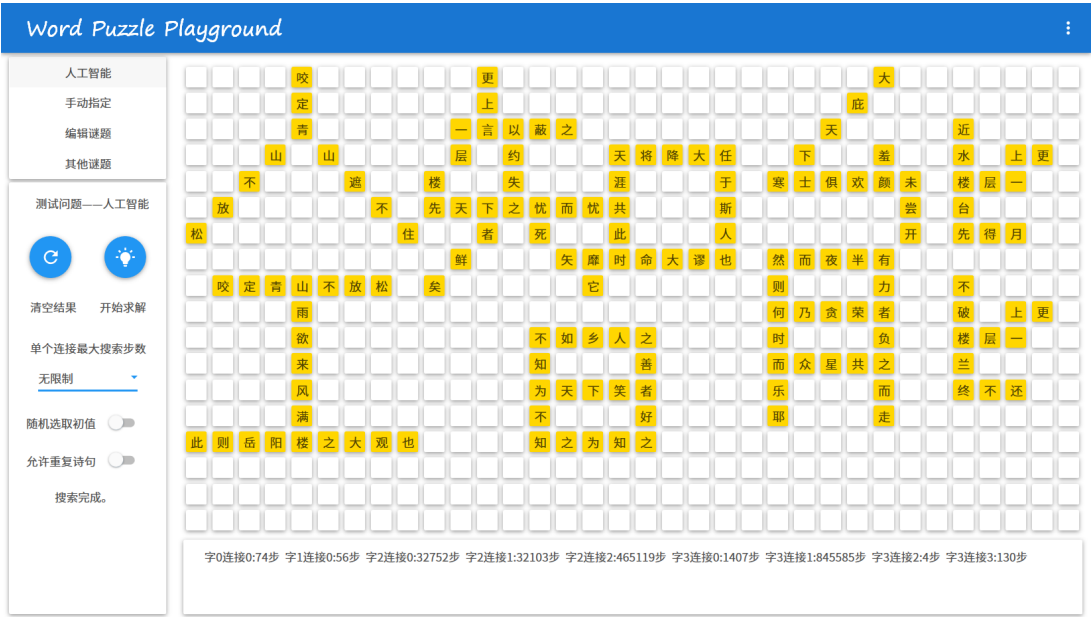 Word Puzzle Playground
人工智能
手动指定
编辑谜题
其他谜题
测试问题——人工智能
清空结果 开始求解
单个连接最大搜索步数
无限制
随机选取初值
允许重复诗句
搜索完成。
咬 更 大
定 上 庇
青 一言以蔽之 天 近
山 山 层 约 天将降大任 下 羞 水 上更
不 遮 楼 失 涯 于 寒士俱欢颜未 楼层一
放 不 先天下之忧而忧共 斯 尝 台
松 住 者 死 此 人 开 先得月
鲜 矢靡时命大谬也 然而夜半有
咬定青山不放松 矣 它 则 力 不
雨 何乃贪荣者 破 上更
欲 不如乡人之 时 负 楼层一
来 知 善 而众星共之 兰
风 为天下笑者 乐 而 终不还
满 不 好 耶 走
此则岳阳楼之大观也 知之为知之
字0连接0:74步 字1连接0:56步 字2连接0:32752步 字2连接1:32103步 字2连接2:465119步 字3连接0:1407步 字3连接1:845585步 字3连接2:4步 字3连接3:130步